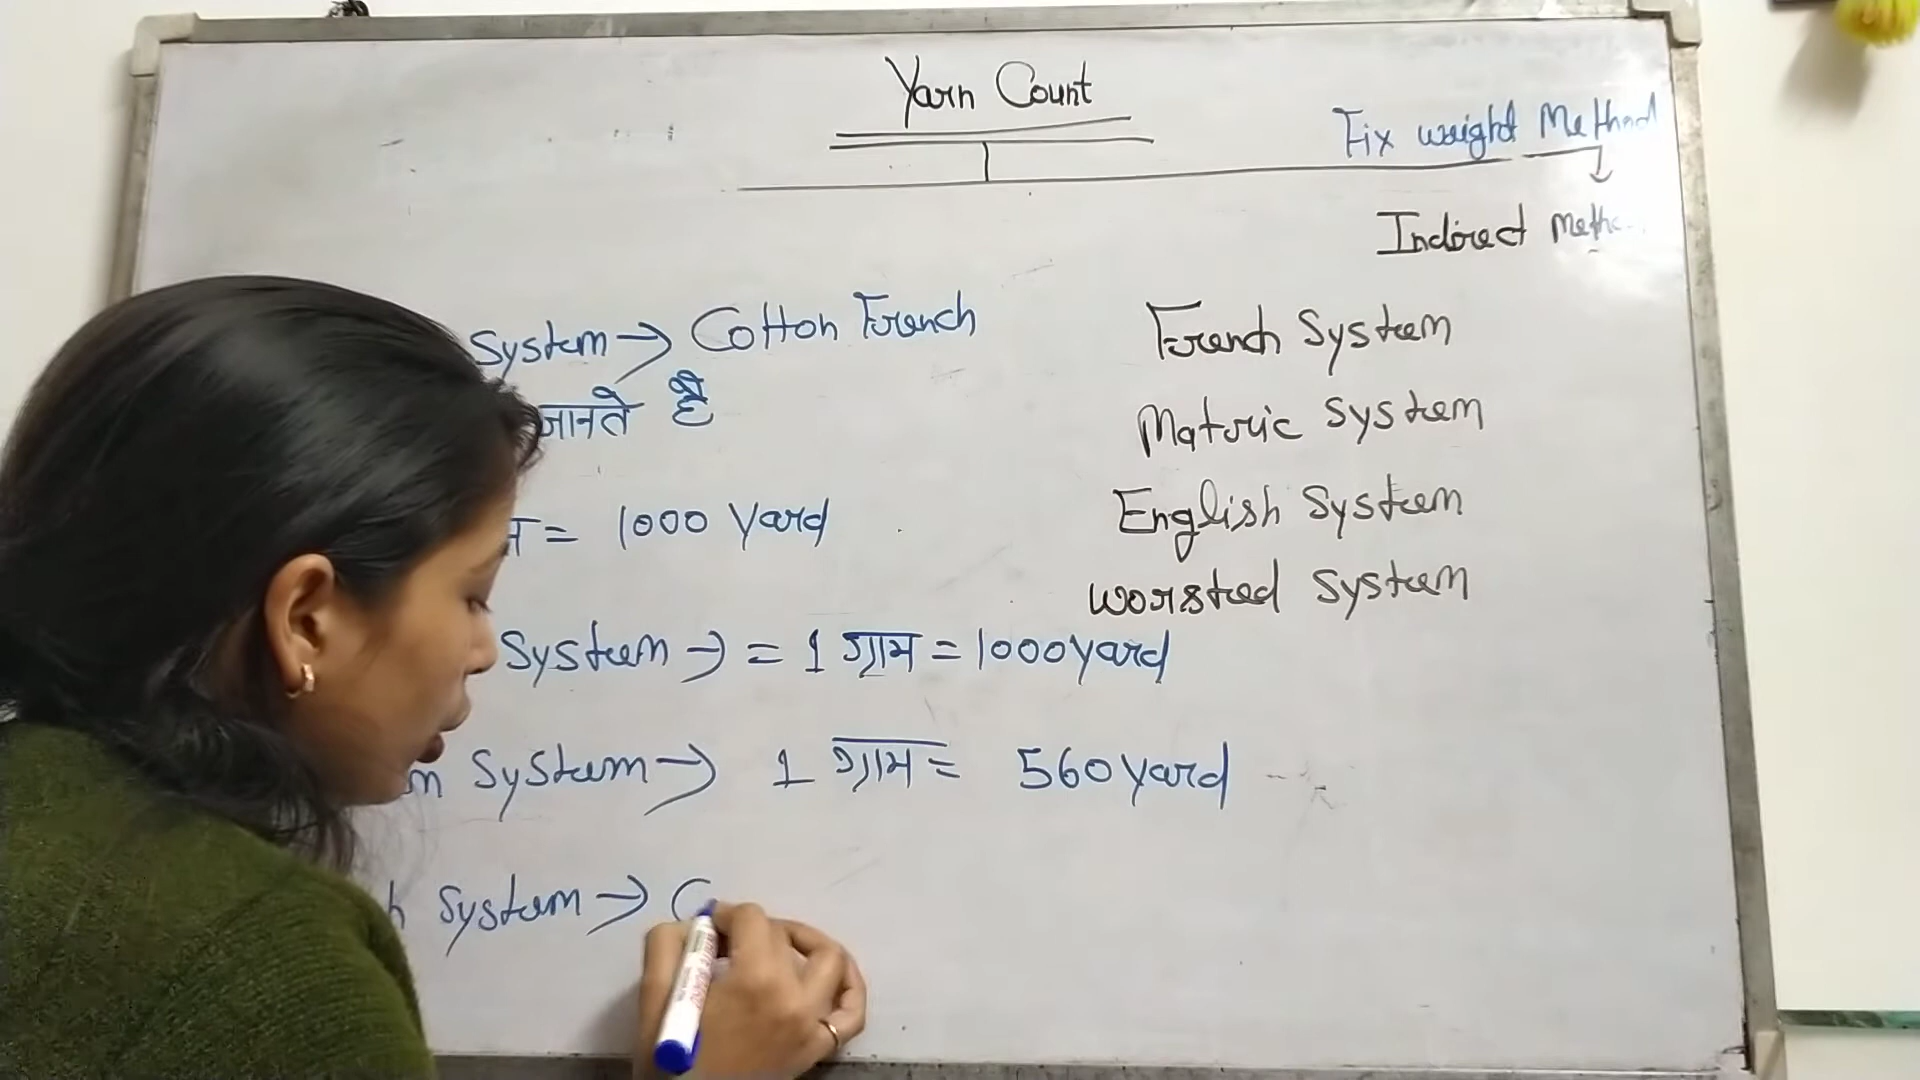 Yarn Count
Fix weight Method
Indirect Metho
System → Cotton French
जानते है
= 1000 Yard
System → = 1 ग्राम = 1000 yard
System → 1 ग्राम = 560 yard
h System → C
French System
Matric System
English System
Worsted System